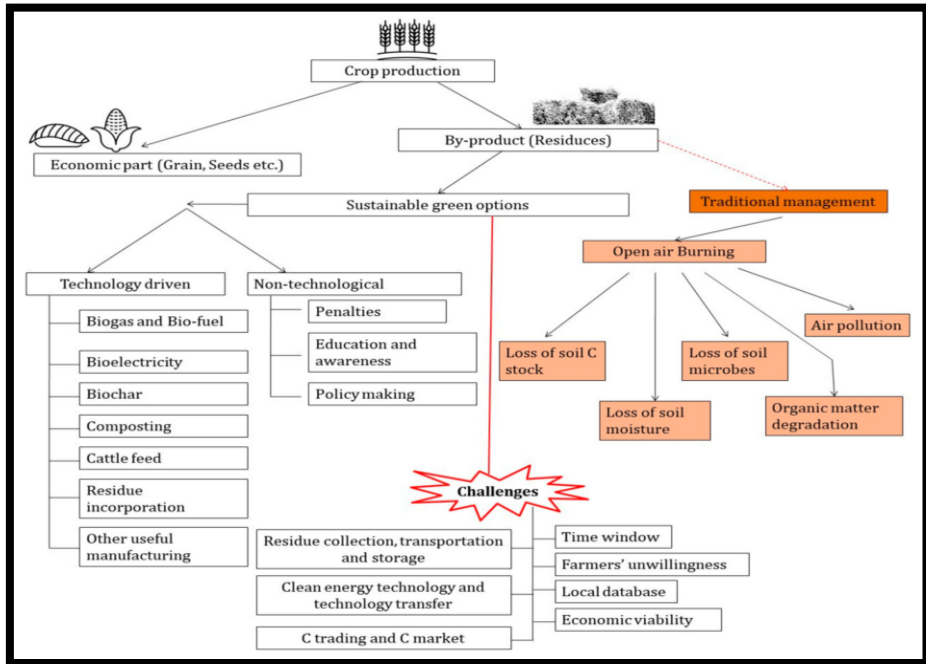 Crop production
By-product (Residuces)
Economic part (Grain, Seeds etc.)
Sustainable green options
Traditional management
Open air Burning
Technology driven
Non-technological
Biogas and Bio-fuel
Bioelectricity
Biochar
Composting
Cattle feed
Residue
incorporation
Other useful
manufacturing
Penalties
Education and
awareness
Policy making
Air pollution
Loss of soil C
stock
Loss of soil
microbes
Loss of soil
moisture
Organic matter
degradation
Challenges
Residue collection, transportation
and storage
Clean energy technology and
technology transfer
C trading and C market
Time window
Farmers' unwillingness
Local database
Economic viability